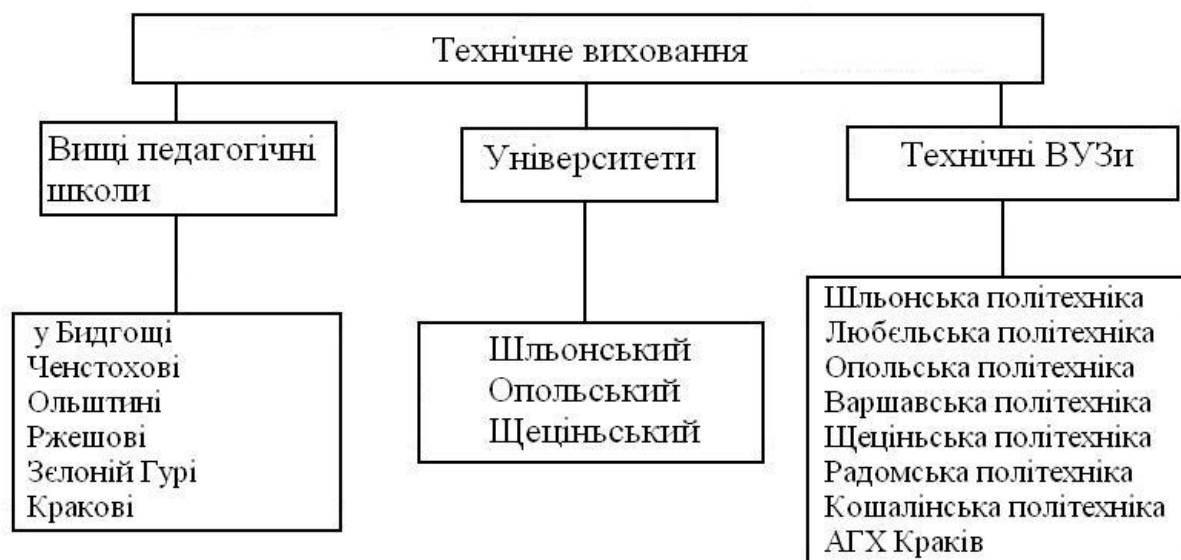 Технічне виховання
Вищі педагогічні
школи
Університети
Технічні ВУЗи
у Бидгощі
Ченстохові
Ольштині
Ржешові
Зєлоній Гурі
Кракові
Шльонський
Опольський
Щеціньський
Шльонська політехніка
Любєльська політехніка
Опольська політехніка
Варшавська політехніка
Щеціньська політехніка
Радомська політехніка
Кошалінська політехніка
АГХ Краків